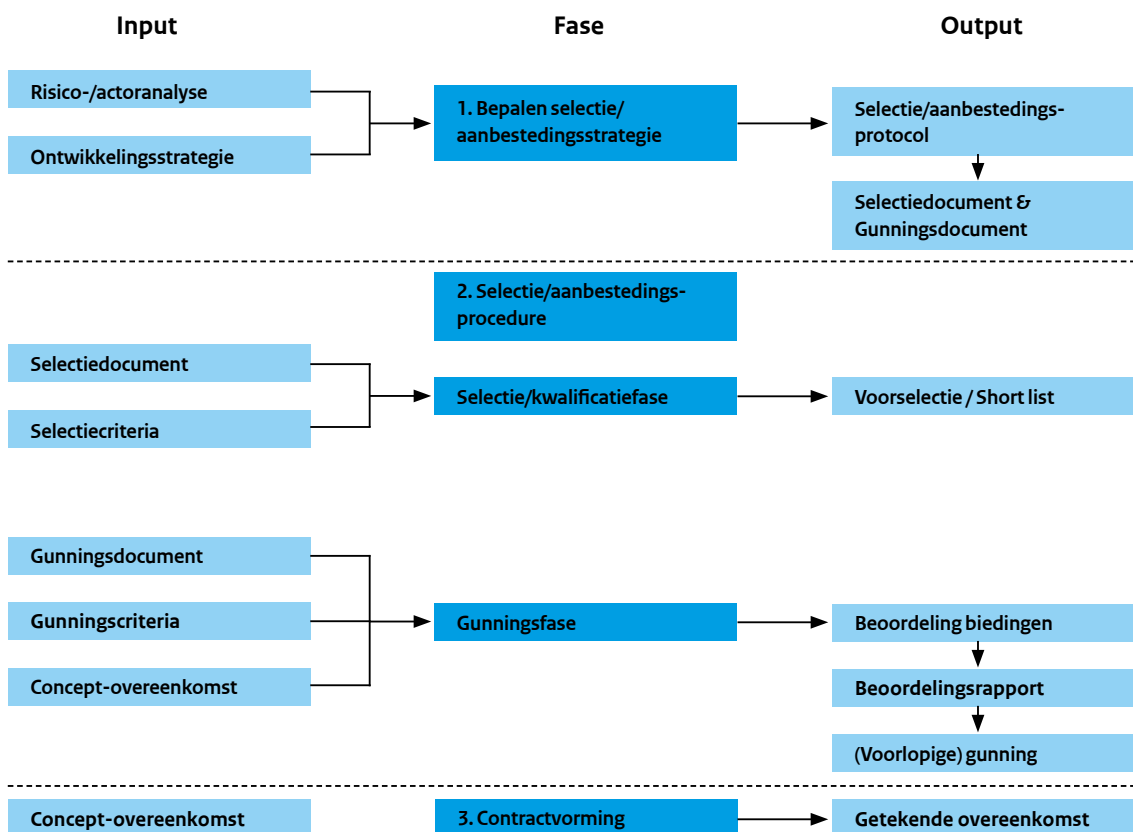 Input
Fase
Output
Risico-/actoranalyse
Ontwikkelingsstrategie
1. Bepalen selectie/
aanbestedingsstrategie
Selectie/aanbestedings-
protocol
Selectiedocument &
Gunningsdocument
2. Selectie/aanbestedings-
procedure
Selectiedocument
Selectiecriteria
Selectie/kwalificatiefase
Voorselectie / Short list
Gunningsdocument
Gunningscriteria
Concept-overeenkomst
Gunningsfase
Beoordeling biedingen
Beoordelingsrapport
(Voorlopige) gunning
Concept-overeenkomst
3. Contractvorming
Getekende overeenkomst